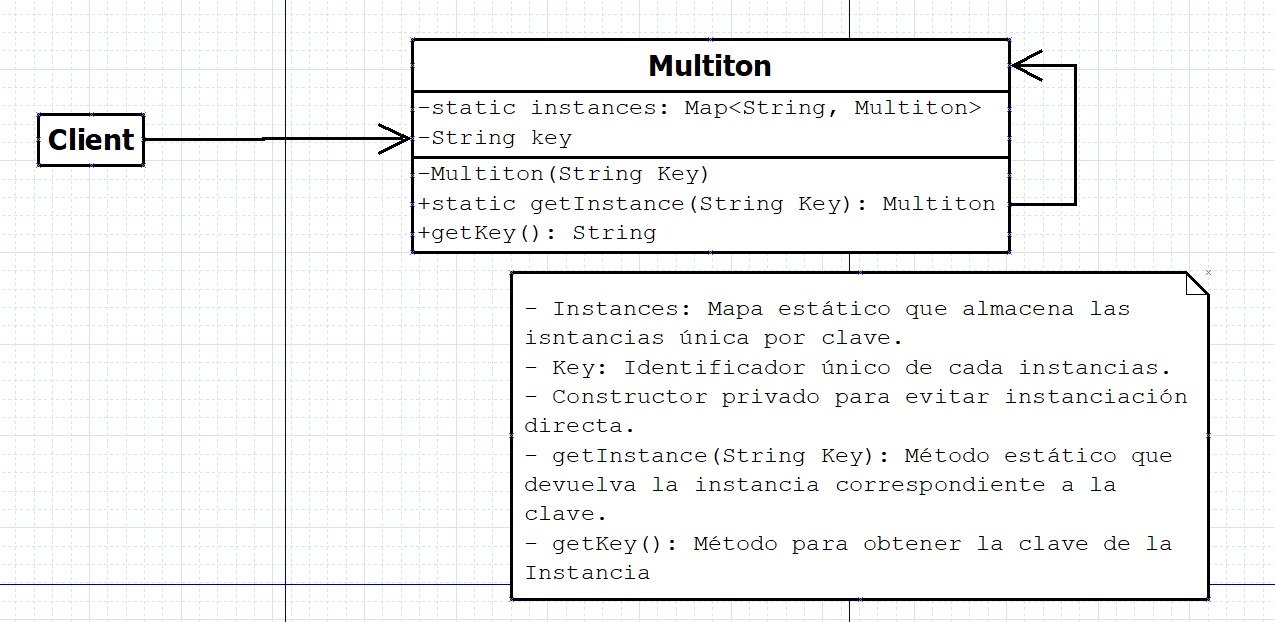 Client
Multiton
-static instances: Map<String, Multiton>
-String key
-Multiton(String Key)
+static getInstance(String Key): Multiton
+getKey(): String
- Instances: Mapa estático que almacena las
isntancias única por clave.
- Key: Identificador único de cada instancias.
- Constructor privado para evitar instanciación
directa.
- getInstance(String Key): Método estático que
devuelva la instancia correspondiente a la
clave.
- getKey(): Método para obtener la clave de la
Instancia